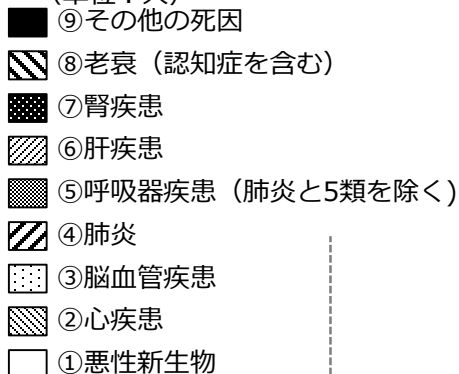 (単位:人)
⑨その他の死因
⑧老衰(認知症を含む)
⑦腎疾患
⑥肝疾患
⑤呼吸器疾患(肺炎と5類を除く)
④肺炎
③脳血管疾患
②心疾患
①悪性新生物